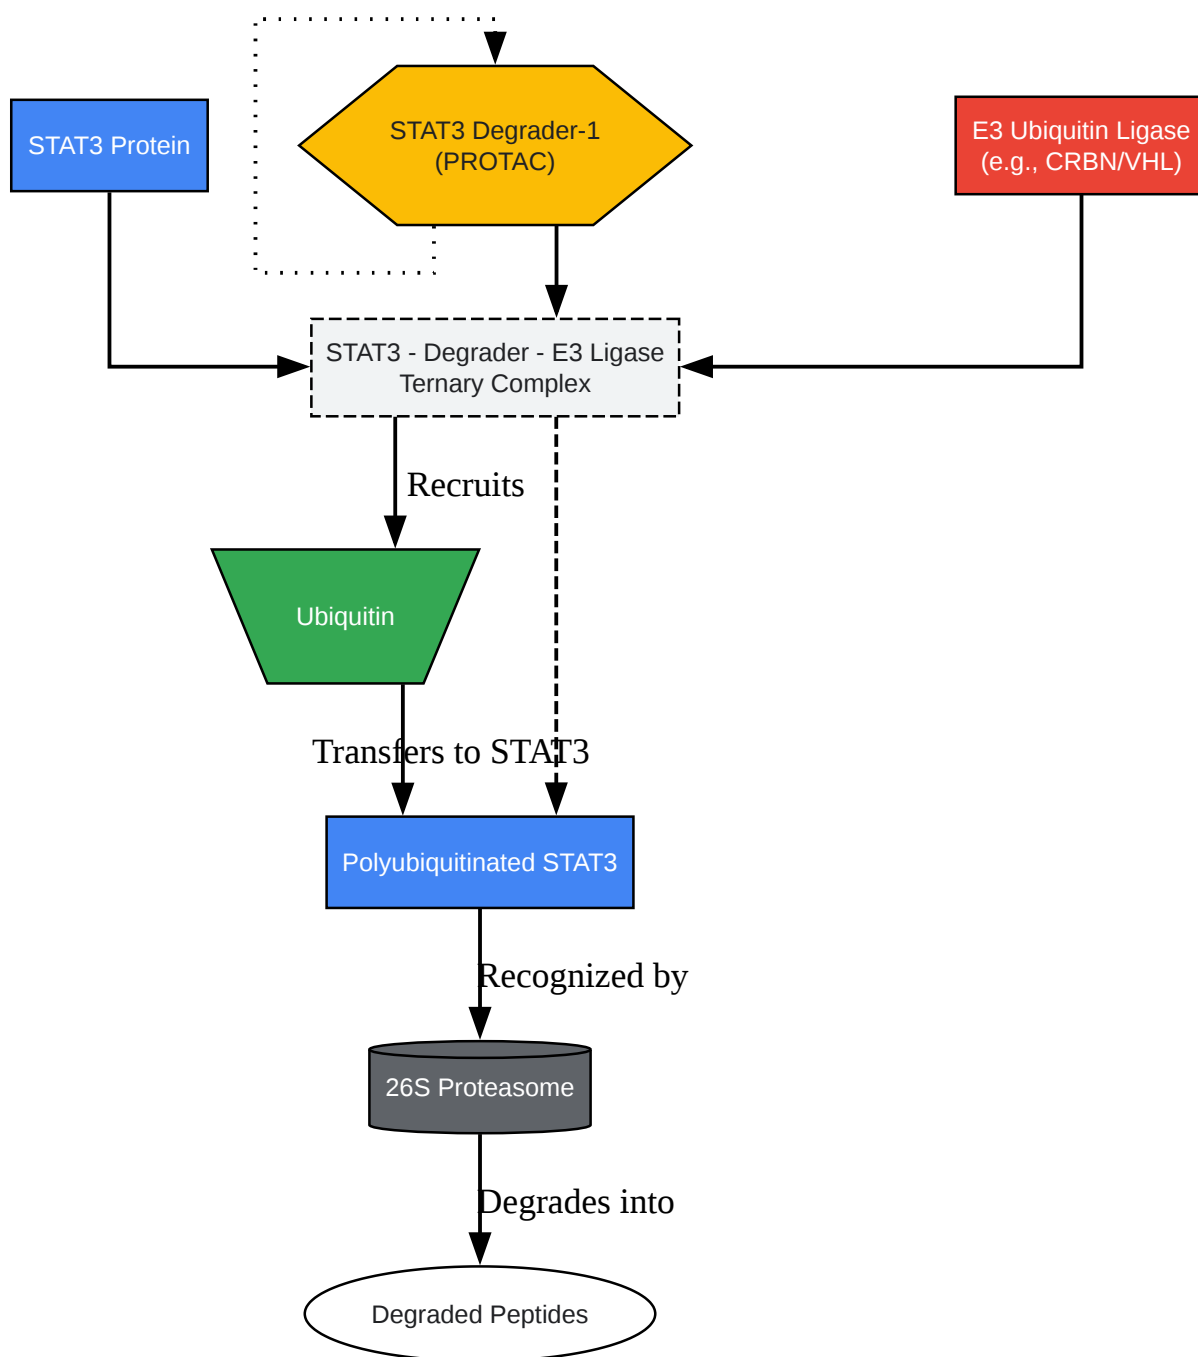 STAT3 Protein
STAT3 Degrader-1
(PROTAC)
E3 Ubiquitin Ligase
(e.g., CRBN/VHL)
STAT3 - Degrader - E3 Ligase
Ternary Complex
Recruits
Ubiquitin
Transfers to STAT3
Polyubiquitinated STAT3
Recognized by
26S Proteasome
Degrades into
Degraded Peptides